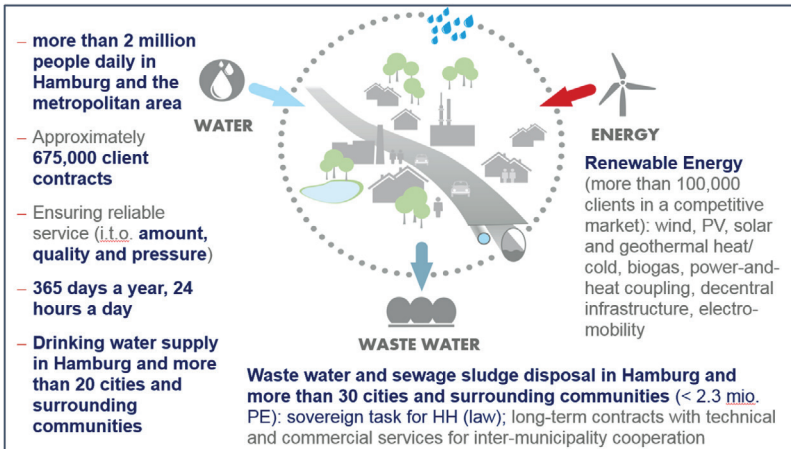 – more than 2 million
people daily in
Hamburg and the
metropolitan area
– Approximately
675,000 client
contracts
– Ensuring reliable
service (i.t.o. amount,
quality and pressure)
– 365 days a year, 24
hours a day
– Drinking water supply
in Hamburg and more
than 20 cities and
surrounding
communities
WATER
ENERGY
Renewable Energy
(more than 100,000
clients in a competitive
market): wind, PV, solar
and geothermal heat/
cold, biogas, power-and-
heat coupling, decentral
infrastructure, electro-
mobility
WASTE WATER
Waste water and sewage sludge disposal in Hamburg and
more than 30 cities and surrounding communities (< 2.3 mio.
PE): sovereign task for HH (law); long-term contracts with technical
and commercial services for inter-municipality cooperation